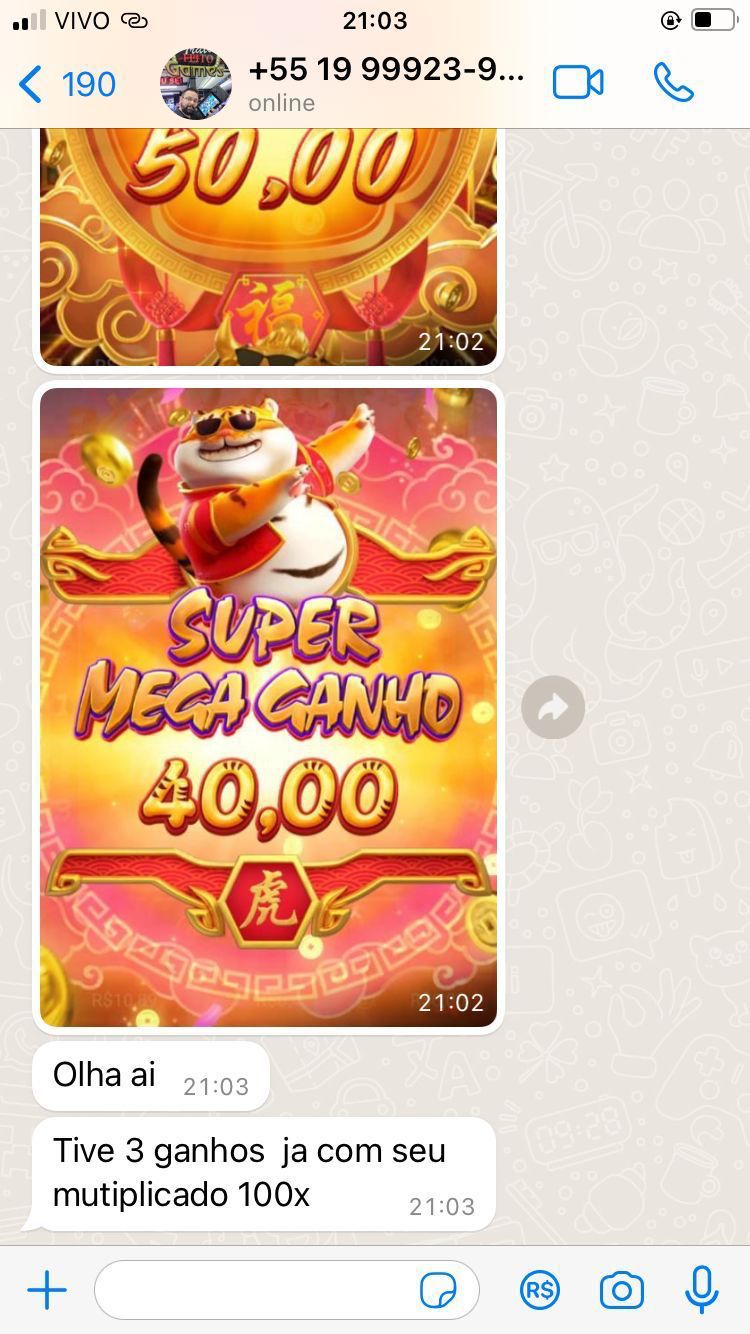 VIVO
21:03
190
+55 19 99923-9...
online
50,00
福
21:02
SUPER
MEGA GANHO
40,00
虎
21:02
Olha ai
21:03
Tive 3 ganhos ja com seu
mutiplicado 100x
21:03
R$